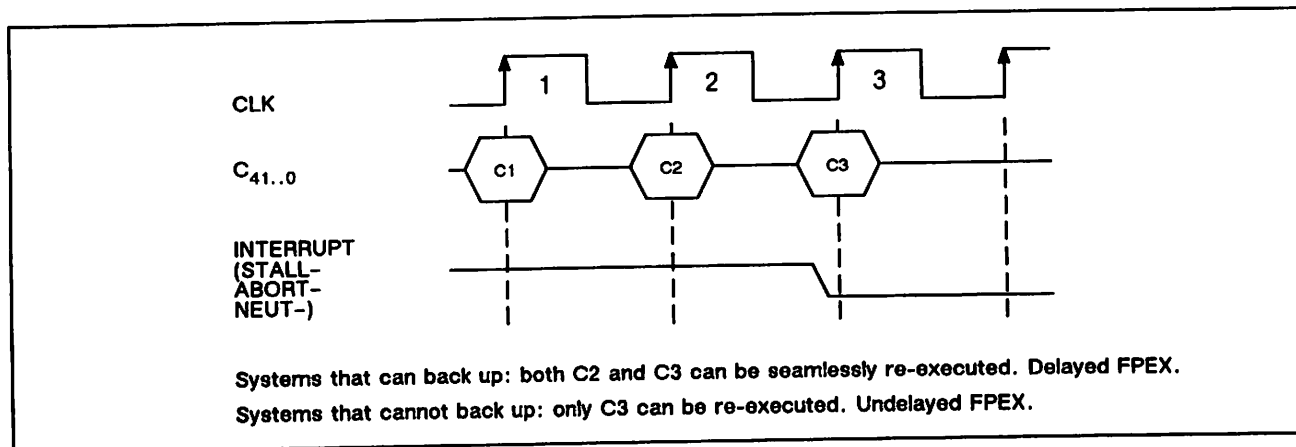 1 2 3
CLK
C1 C2 C3
C41..0
INTERRUPT
(STALL-
ABORT-
NEUT-)
Systems that can back up: both C2 and C3 can be seamlessly re-executed. Delayed FPEX.
Systems that cannot back up: only C3 can be re-executed. Undelayed FPEX.